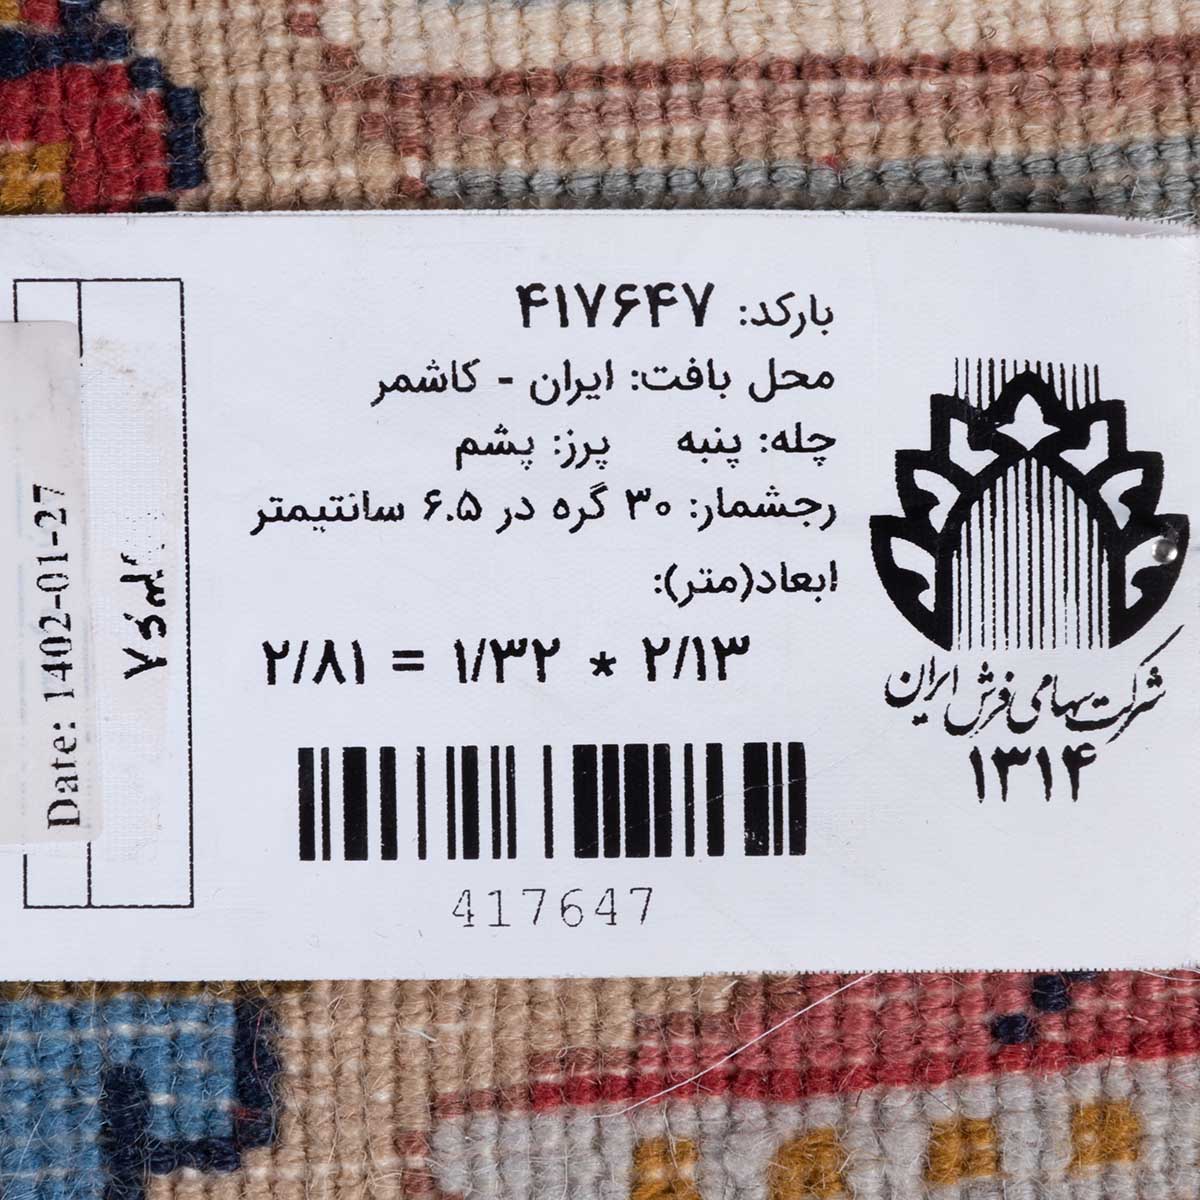 بارکد: ۴۱۷۶۴۷
محل بافت: ایران - کاشمر
چله: پنبه پرز: پشم
رجشمار: ۳۰ گره در ۶.۵ سانتیمتر
ابعاد(متر):
۲/۱۳ * ۱/۳۲ = ۲/۸۱
417647
شرکت سهامی فرش ایران
۱۳۱۴
Date: 1402-01-27